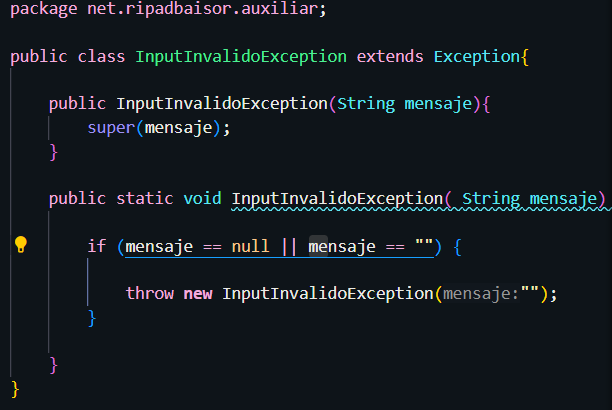 package net.ripadbaisor.auxiliar;
public class InputInvalidoException extends Exception{
public InputInvalidoException(String mensaje){
super(mensaje);
}
public static void InputInvalidoException( String mensaje)
if (mensaje == null || mensaje == "") {
throw new InputInvalidoException(mensaje:"");
}
}
}